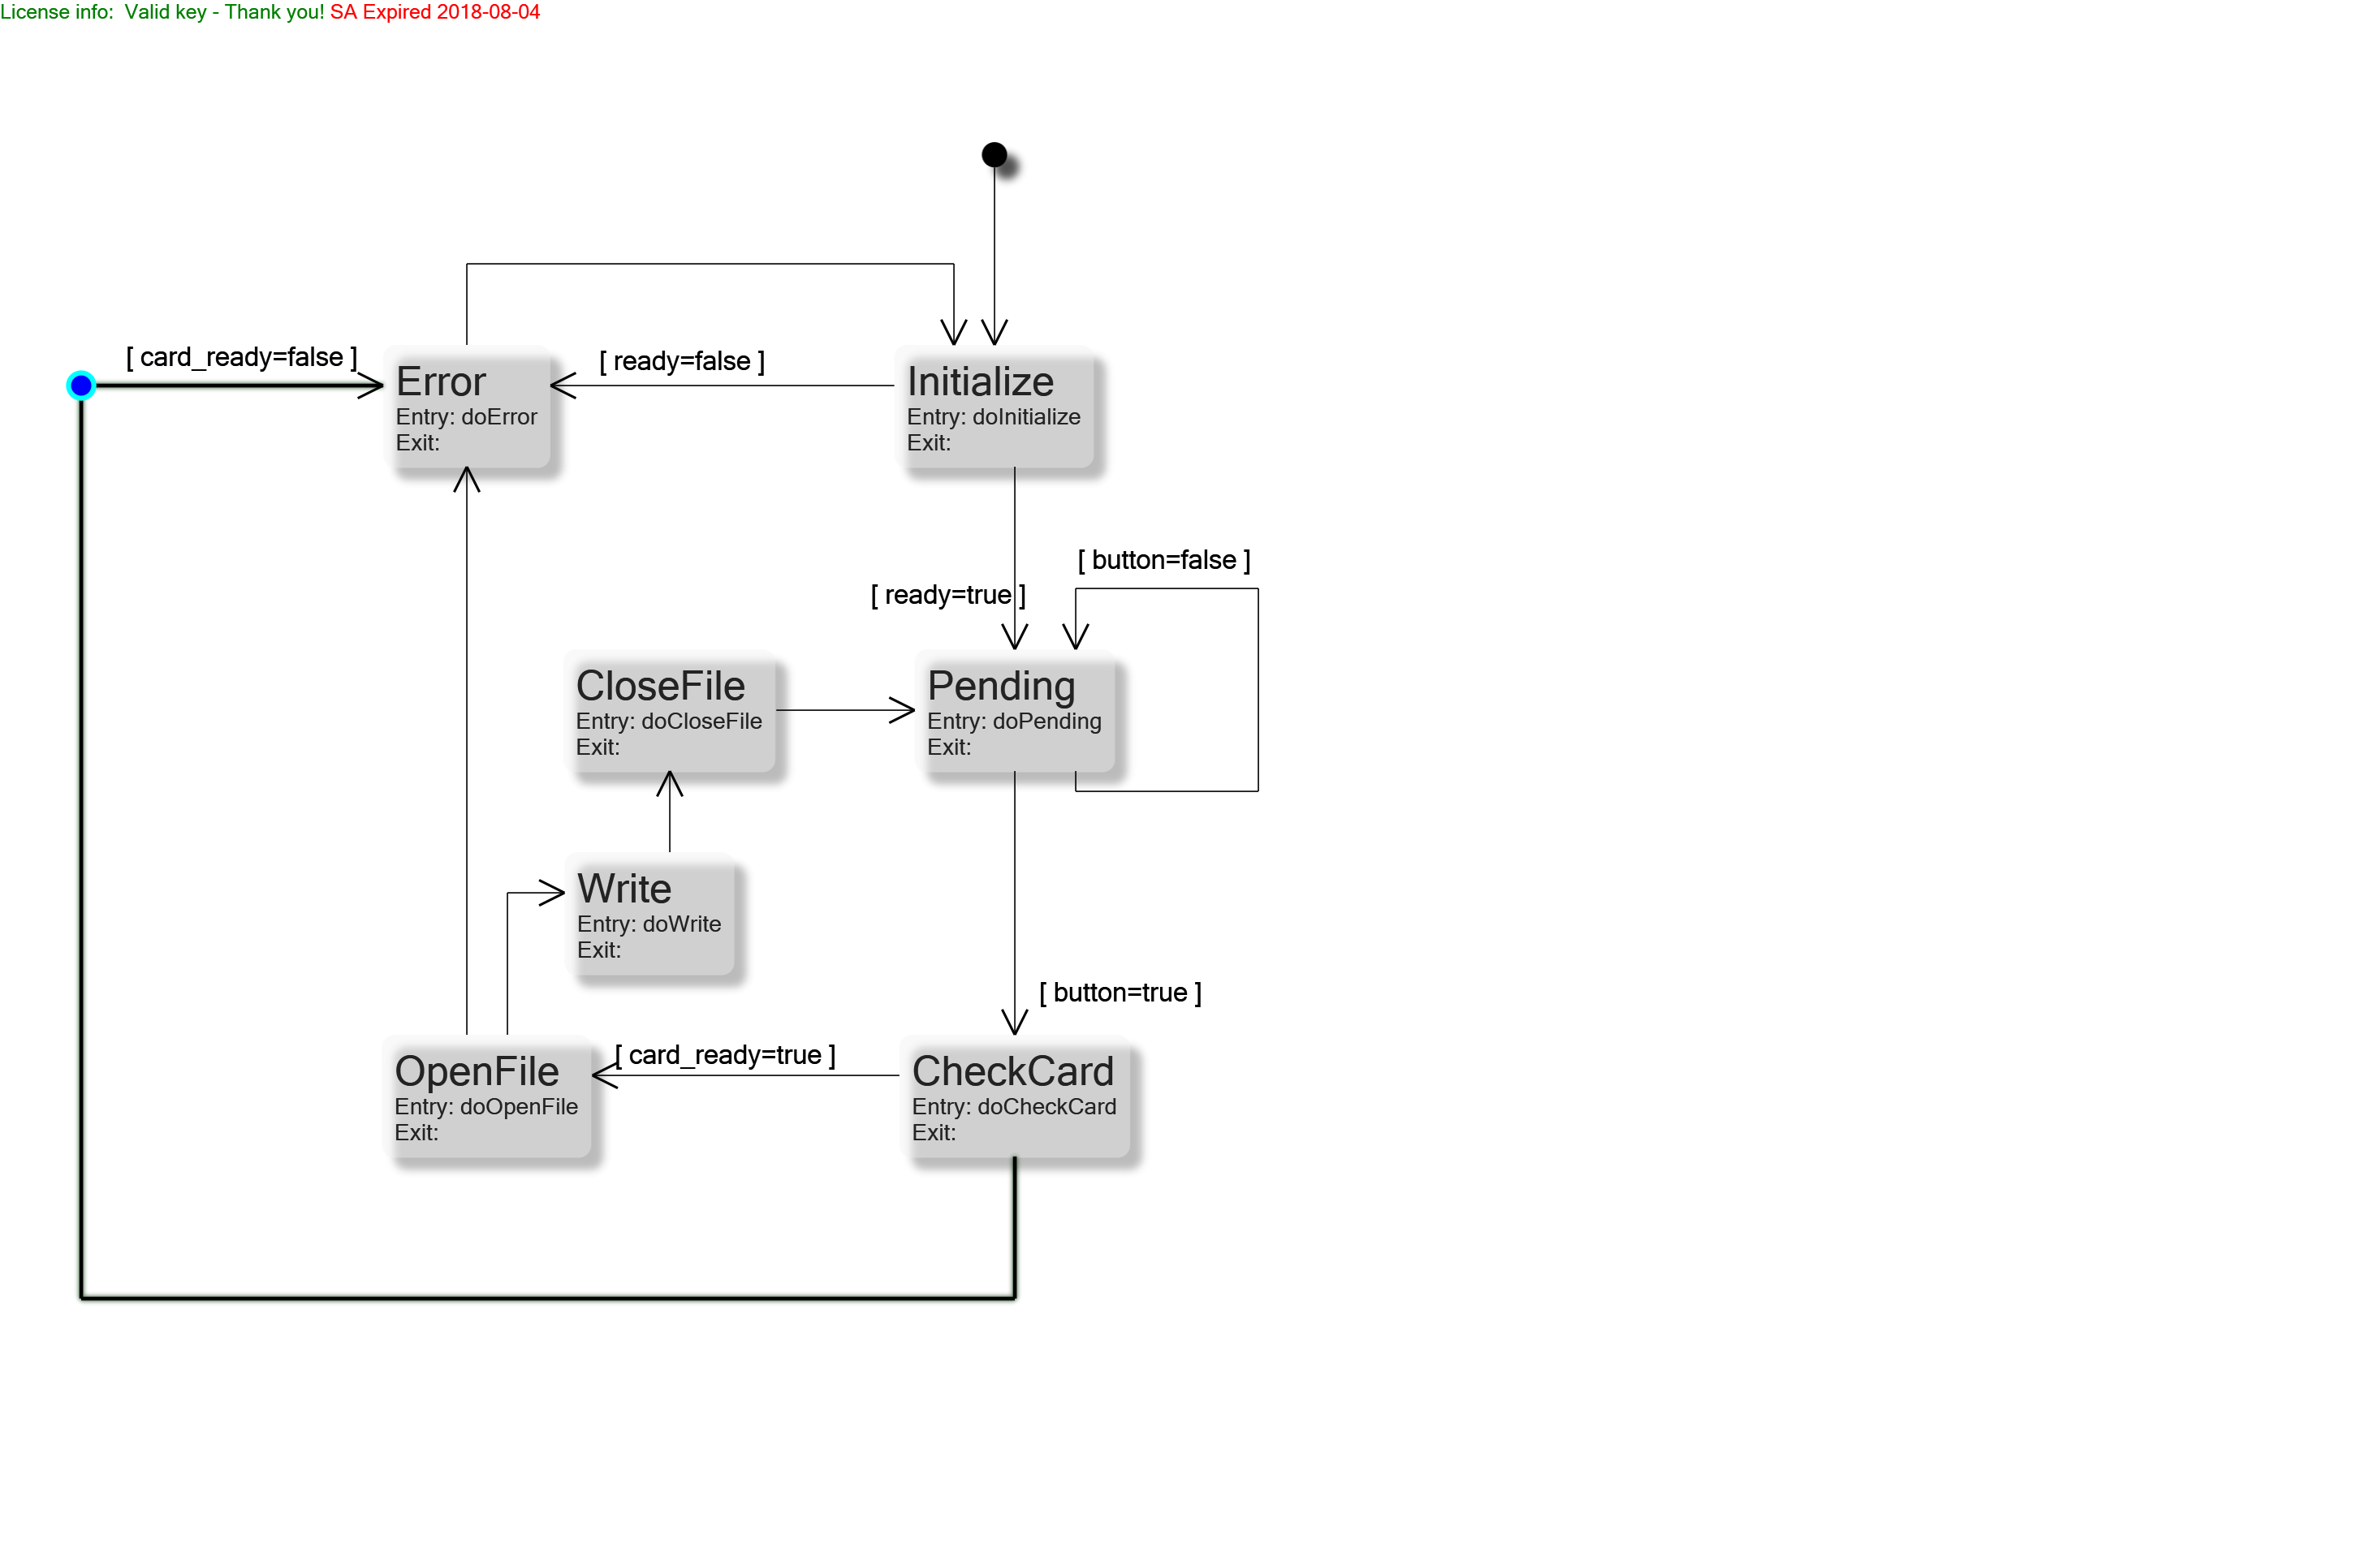 License info:  Valid key - Thank you! SA Expired 2018-08-04
[ card_ready=false ]
Error
Entry: doError
Exit:
[ ready=false ]
Initialize
Entry: doInitialize
Exit:
[ ready=true ]
[ button=false ]
CloseFile
Entry: doCloseFile
Exit:
Pending
Entry: doPending
Exit:
Write
Entry: doWrite
Exit:
[ button=true ]
OpenFile
Entry: doOpenFile
Exit:
[ card_ready=true ]
CheckCard
Entry: doCheckCard
Exit: